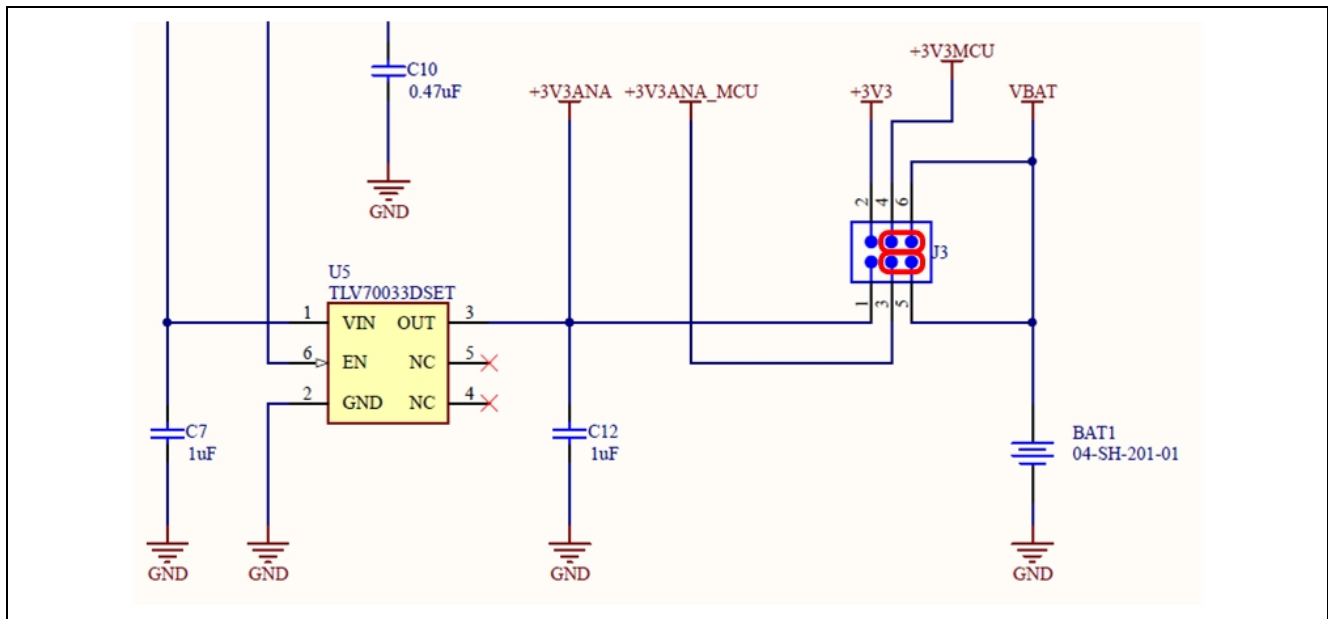 +3V3MCU
C10
0.47uF
+3V3ANA
+3V3ANA_MCU
+3V3
VBAT
GND
2
4
6
J3
U5
TLV70033DSET
1
VIN
OUT
3
1
3
5
6
EN
NC
5
2
GND
NC
4
C7
1uF
C12
1uF
BAT1
04-SH-201-01
GND
GND
GND
GND